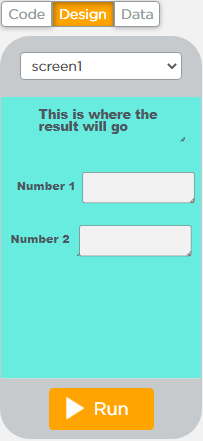 Code Design Data
screen1
This is where the
result will go
Number 1
Number 2
Run